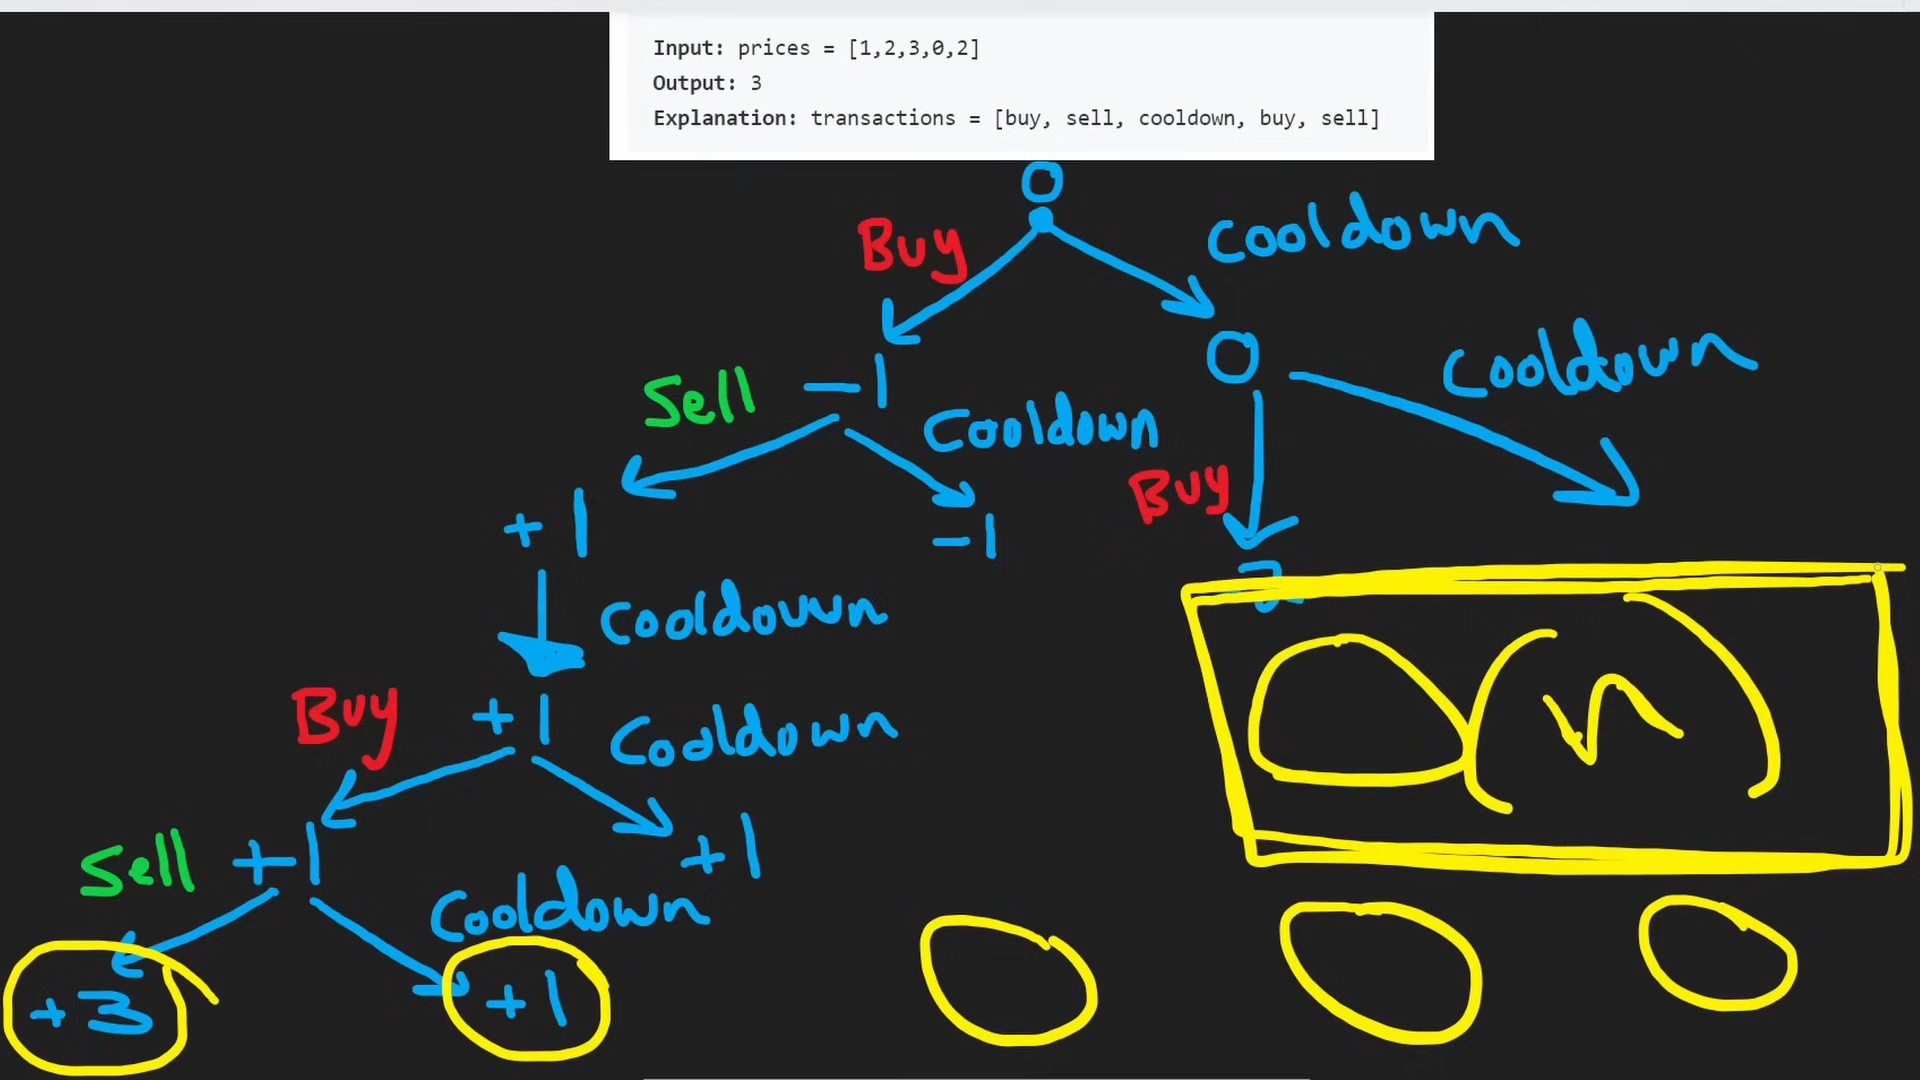 Input: prices = [1,2,3,0,2]
Output: 3
Explanation: transactions = [buy, sell, cooldown, buy, sell]
0
Buy
Cooldown
-1
0
Sell
Cooldown
Cooldown
Buy
+1
-1
Cooldown
Buy
+1
Cooldown
(n)
Sell
+1
+1
Cooldown
+3
+1